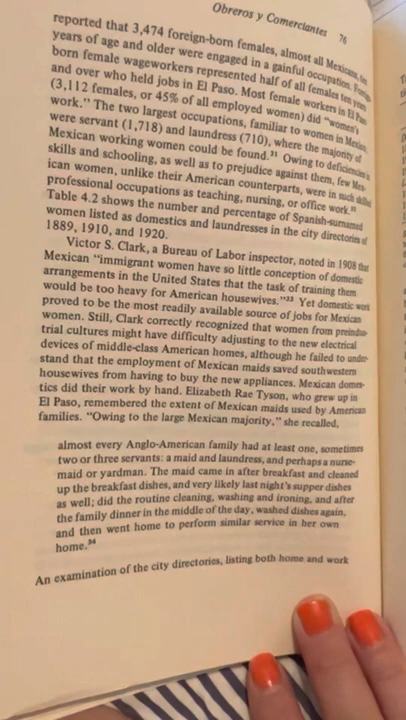 Obreros y Comerciantes 76
reported that 3,474 foreign-born females, almost all Mexicans, ten
years of age and older were engaged in a gainful occupation. Foreign-
born female wageworkers represented half of all females ten years
and over who held jobs in El Paso. Most female workers in El Paso
(3,112 females, or 45% of all employed women) did "women's
work." The two largest occupations, familiar to women in Mexico,
were servant (1,718) and laundress (710), where the majority of
Mexican working women could be found.³¹ Owing to deficiencies in
skills and schooling, as well as to prejudice against them, few Mex-
ican women, unlike their American counterparts, were in such skilled
professional occupations as teaching, nursing, or office work.³²
Table 4.2 shows the number and percentage of Spanish-surnamed
women listed as domestics and laundresses in the city directories of
1889, 1910, and 1920.
Victor S. Clark, a Bureau of Labor inspector, noted in 1908 that
Mexican "immigrant women have so little conception of domestic
arrangements in the United States that the task of training them
would be too heavy for American housewives."³³ Yet domestic work
proved to be the most readily available source of jobs for Mexican
women. Still, Clark correctly recognized that women from preindus-
trial cultures might have difficulty adjusting to the new electrical
devices of middle-class American homes, although he failed to under-
stand that the employment of Mexican maids saved southwestern
housewives from having to buy the new appliances. Mexican domes-
tics did their work by hand. Elizabeth Rae Tyson, who grew up in
El Paso, remembered the extent of Mexican maids used by American
families. "Owing to the large Mexican majority," she recalled,
almost every Anglo-American family had at least one, sometimes
two or three servants: a maid and laundress, and perhaps a nurse-
maid or yardman. The maid came in after breakfast and cleaned
up the breakfast dishes, and very likely last night's supper dishes
as well; did the routine cleaning, washing and ironing, and after
the family dinner in the middle of the day, washed dishes again,
and then went home to perform similar service in her own
home.³⁴
An examination of the city directories, listing both home and work